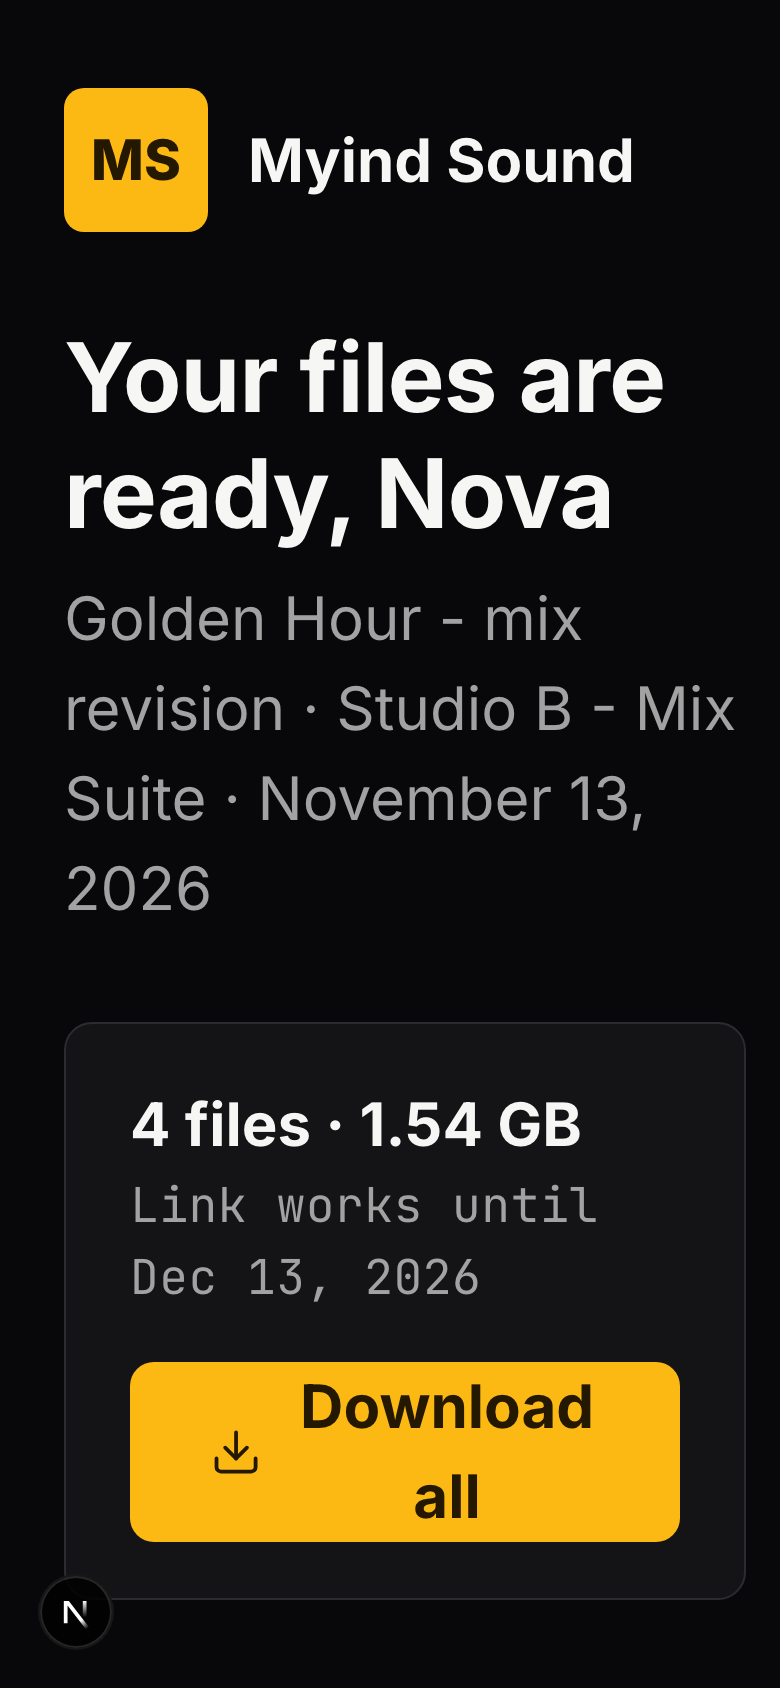 MS
Myind Sound
Your files are
ready, Nova
Golden Hour - mix
revision · Studio B - Mix
Suite · November 13,
2026
4 files · 1.54 GB
Link works until
Dec 13, 2026
Download
all
N